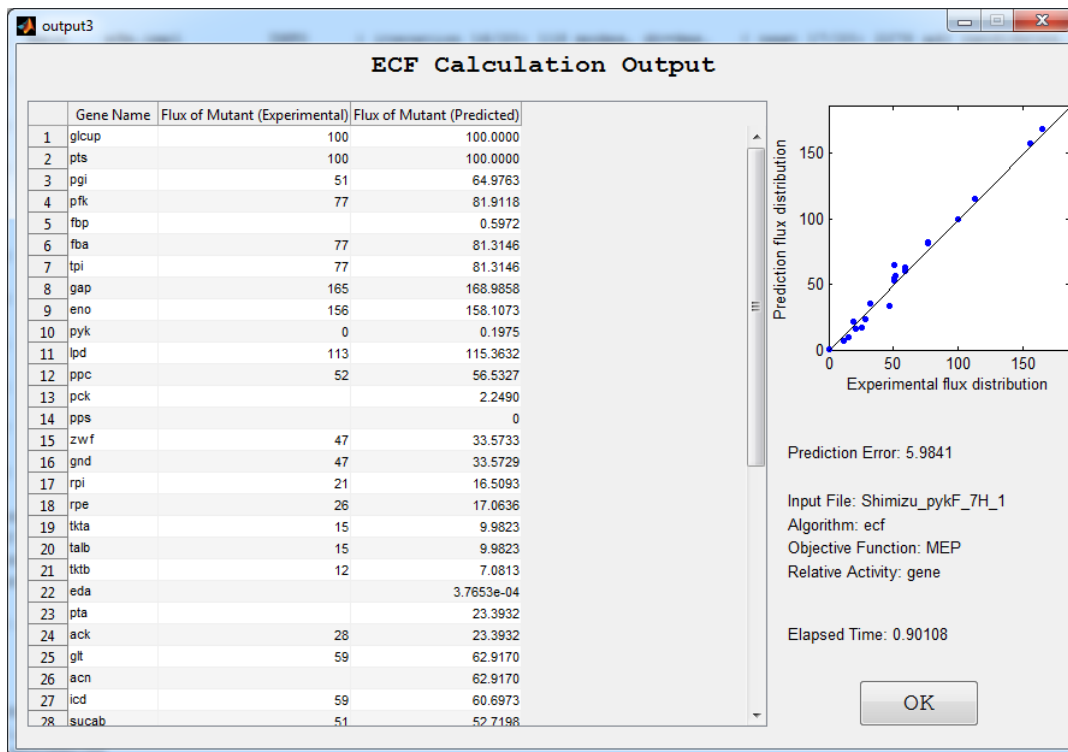 output3
ECF Calculation Output
Gene Name Flux of Mutant (Experimental) Flux of Mutant (Predicted)
1 glcup 100 100.0000
2 pts 100 100.0000
3 pgi 51 64.9763
4 pfk 77 81.9118
5 fbp 0.5972
6 fba 77 81.3146
7 tpi 77 81.3146
8 gap 165 168.9858
9 eno 156 158.1073
10 pyk 0 0.1975
11 lpd 113 115.3632
12 ppc 52 56.5327
13 pck 2.2490
14 pps 0
15 zwf 47 33.5733
16 gnd 47 33.5729
17 rpi 21 16.5093
18 rpe 26 17.0636
19 tkta 15 9.9823
20 talb 15 9.9823
21 tktb 12 7.0813
22 eda 3.7653e-04
23 pta 23.3932
24 ack 28 23.3932
25 glt 59 62.9170
26 acn 62.9170
27 icd 59 60.6973
28 sucab 51 52.7198
Prediction flux distribution
150
100
50
0
0 50 100 150
Experimental flux distribution
Prediction Error: 5.9841
Input File: Shimizu_pykF_7H_1
Algorithm: ecf
Objective Function: MEP
Relative Activity: gene
Elapsed Time: 0.90108
OK